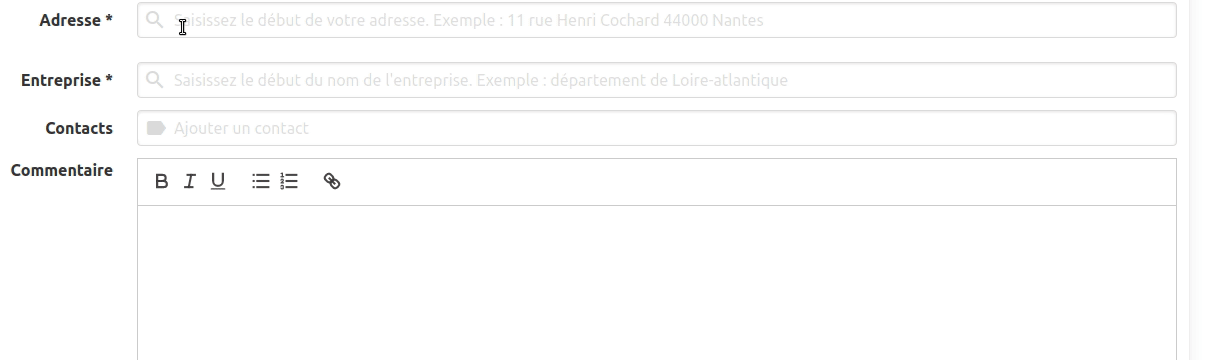 Adresse *
Saisissez le début de votre adresse. Exemple : 11 rue Henri Cochard 44000 Nantes
Entreprise *
Saisissez le début du nom de l'entreprise. Exemple : département de Loire-atlantique
Contacts
Ajouter un contact
Commentaire
B I U